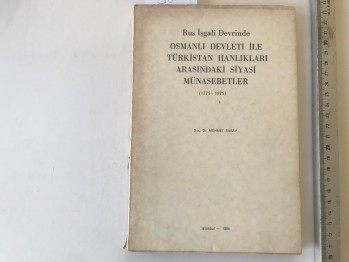 Rus İşgali Devrinde
OSMANLI DEVLETİ İLE
TÜRKİSTAN HANLIKLARI
ARASINDAKİ SİYASİ
MÜNASEBETLER